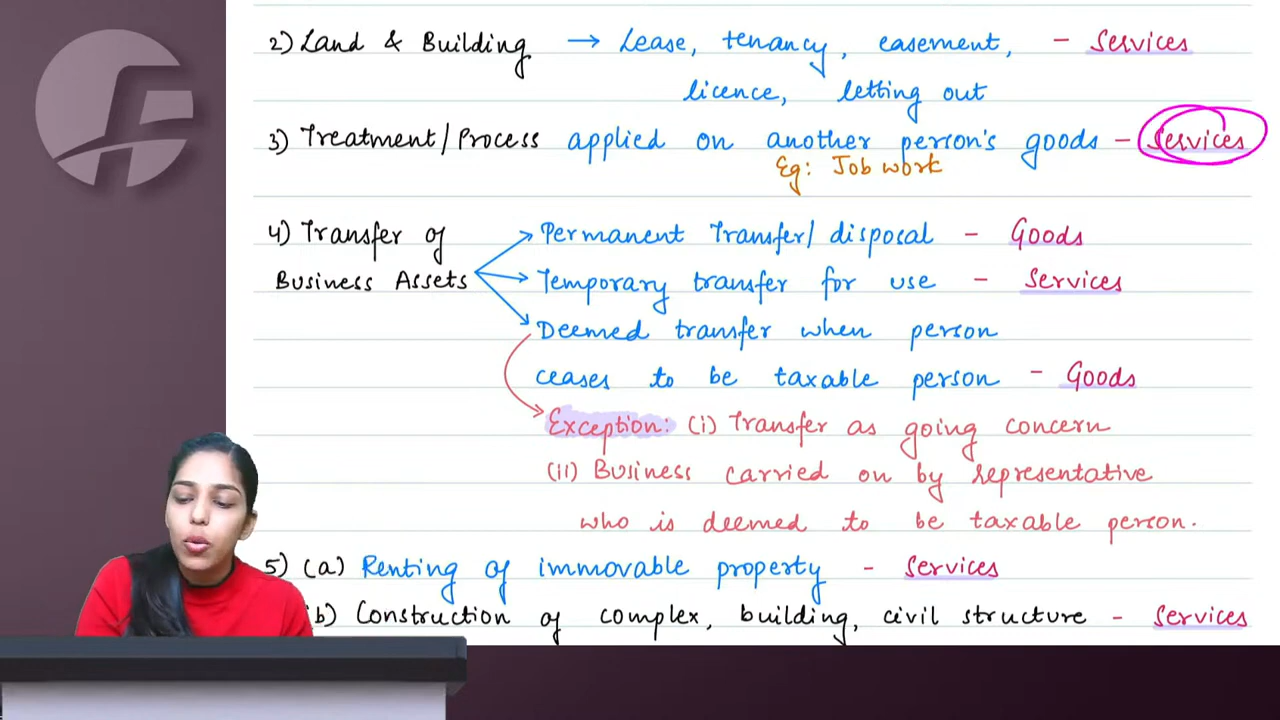 2) Land & Building → Lease, tenancy, easement, - Services
licence, letting out
3) Treatment/Process applied on another person's goods - Services
Eg: Job work
4) Transfer of
Business Assets
Permanent Transfer/disposal - Goods
Temporary transfer for use - Services
Deemed transfer when person
ceases to be taxable person - Goods
Exception: (i) Transfer as going concern
(ii) Business carried on by representative
who is deemed to be taxable person.
5) (a) Renting of immovable property - Services
(b) Construction of complex, building, civil structure - Services